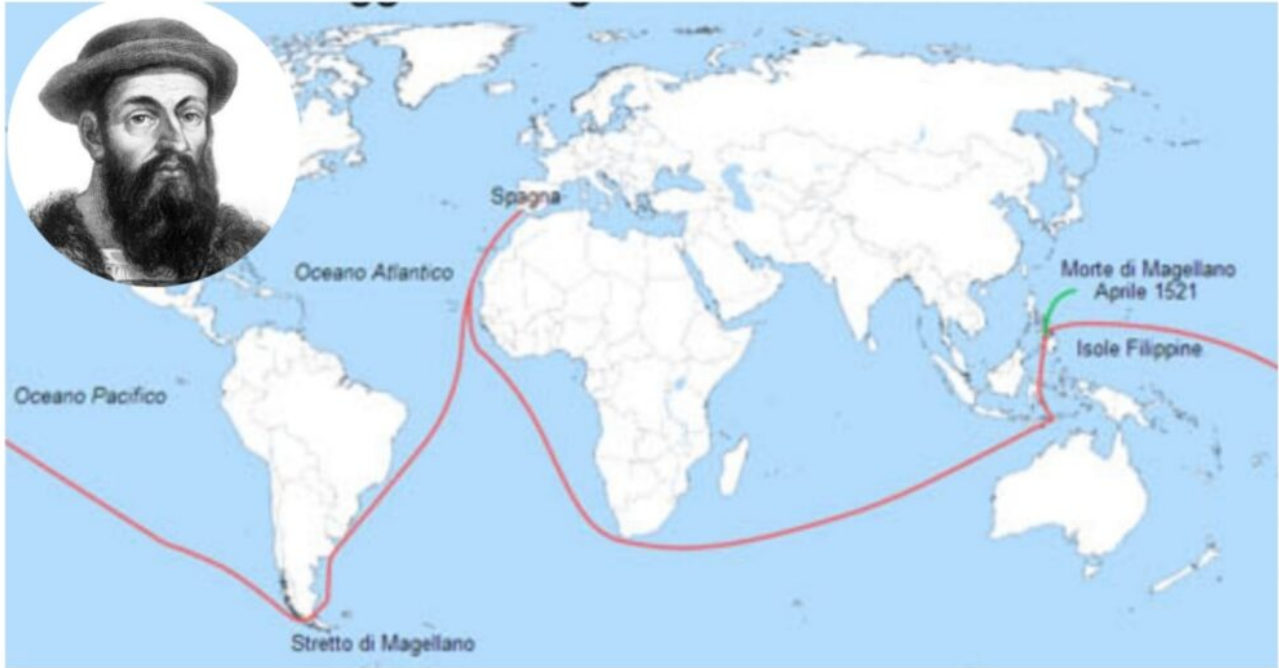 Spagna
Oceano Atlantico
Morte di Magellano
Aprile 1521
Isole Filippine
Oceano Pacifico
Stretto di Magellano